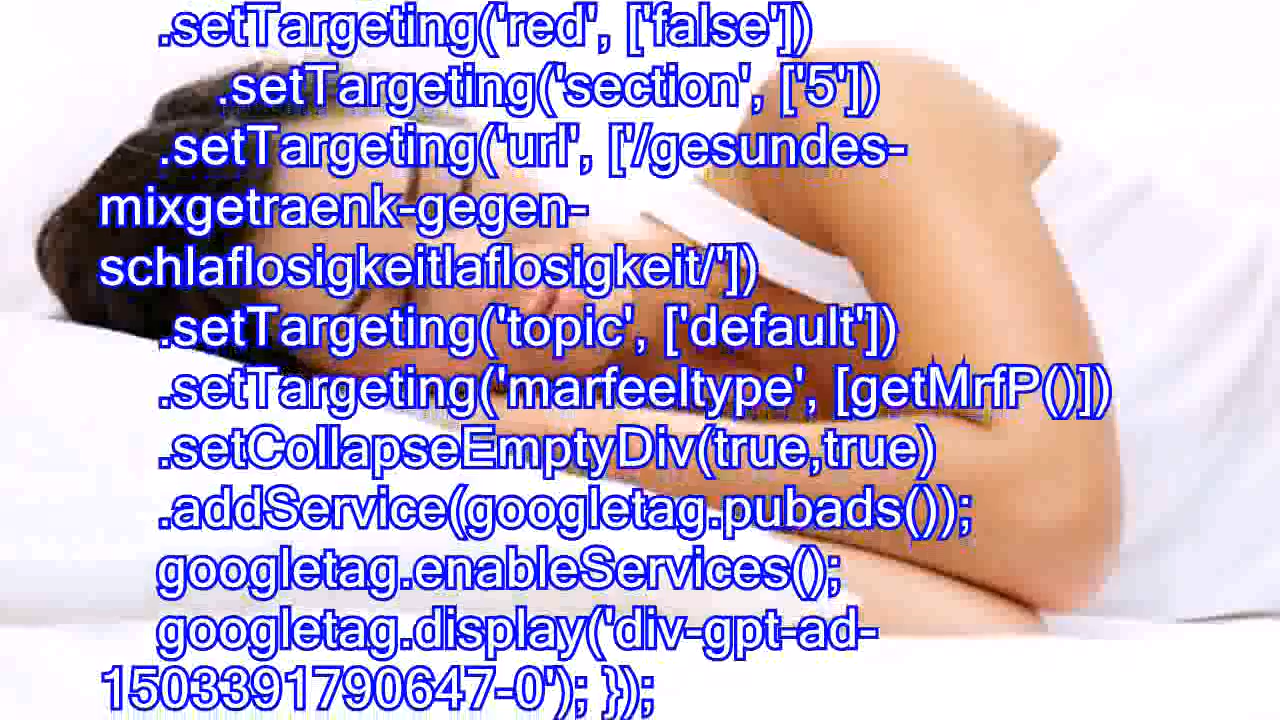 .setTargeting('red', ['false'])
.setTargeting('section', ['5'])
.setTargeting('url', ['/gesundes-
mixgetraenk-gegen-
schlaflosigkeitlaflosigkeit/'])
.setTargeting('topic', ['default'])
.setTargeting('marfeeltype', [getMrfP()])
.setCollapseEmptyDiv(true,true)
.addService(googletag.pubads());
googletag.enableServices();
googletag.display('div-gpt-ad-
1503391790647-0'); });